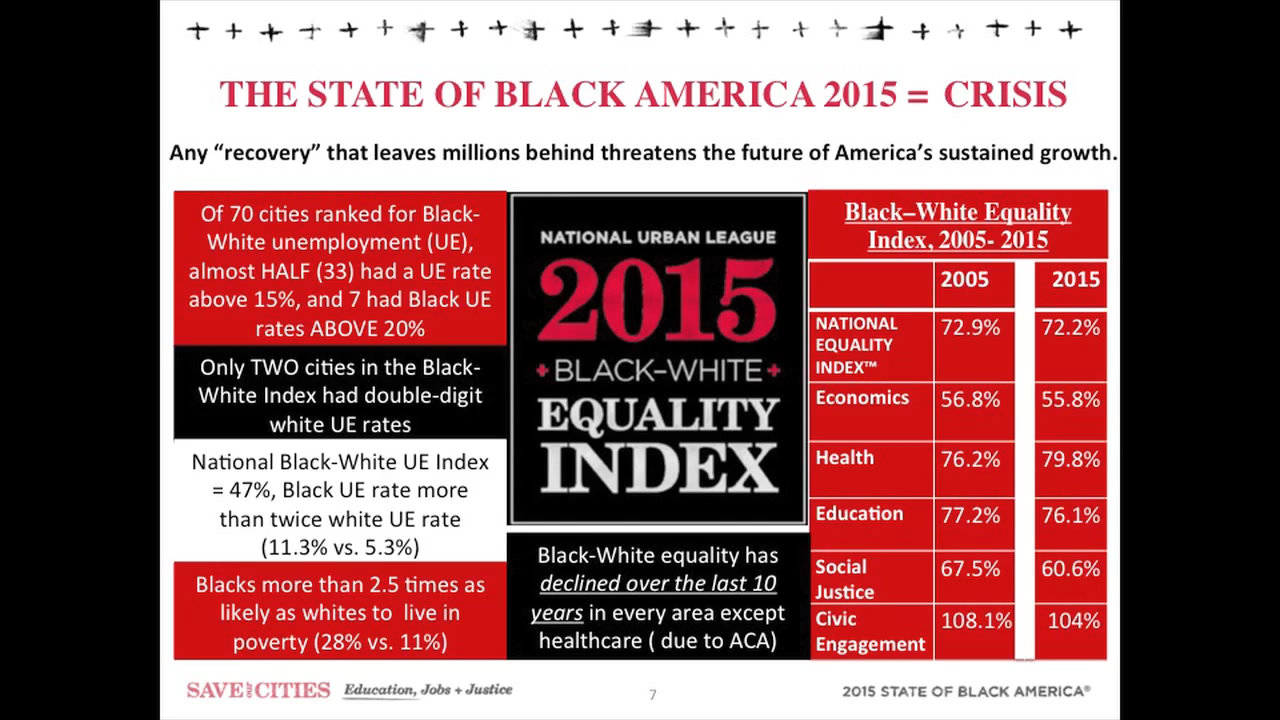 THE STATE OF BLACK AMERICA 2015 = CRISIS
Any “recovery” that leaves millions behind threatens the future of America’s sustained growth.
Of 70 cities ranked for Black-
White unemployment (UE),
almost HALF (33) had a UE rate
above 15%, and 7 had Black UE
rates ABOVE 20%
Only TWO cities in the Black-
White Index had double-digit
white UE rates
National Black-White UE Index
= 47%, Black UE rate more
than twice white UE rate
(11.3% vs. 5.3%)
Blacks more than 2.5 times as
likely as whites to live in
poverty (28% vs. 11%)
NATIONAL URBAN LEAGUE
2015
BLACK–WHITE
EQUALITY
INDEX
Black-White equality has
declined over the last 10
years in every area except
healthcare ( due to ACA)
Black–White Equality
Index, 2005- 2015
2005 2015
NATIONAL
EQUALITY
INDEX™ 72.9% 72.2%
Economics 56.8% 55.8%
Health 76.2% 79.8%
Education 77.2% 76.1%
Social
Justice 67.5% 60.6%
Civic
Engagement 108.1% 104%
SAVE OUR CITIES Education, Jobs + Justice 7 2015 STATE OF BLACK AMERICA®